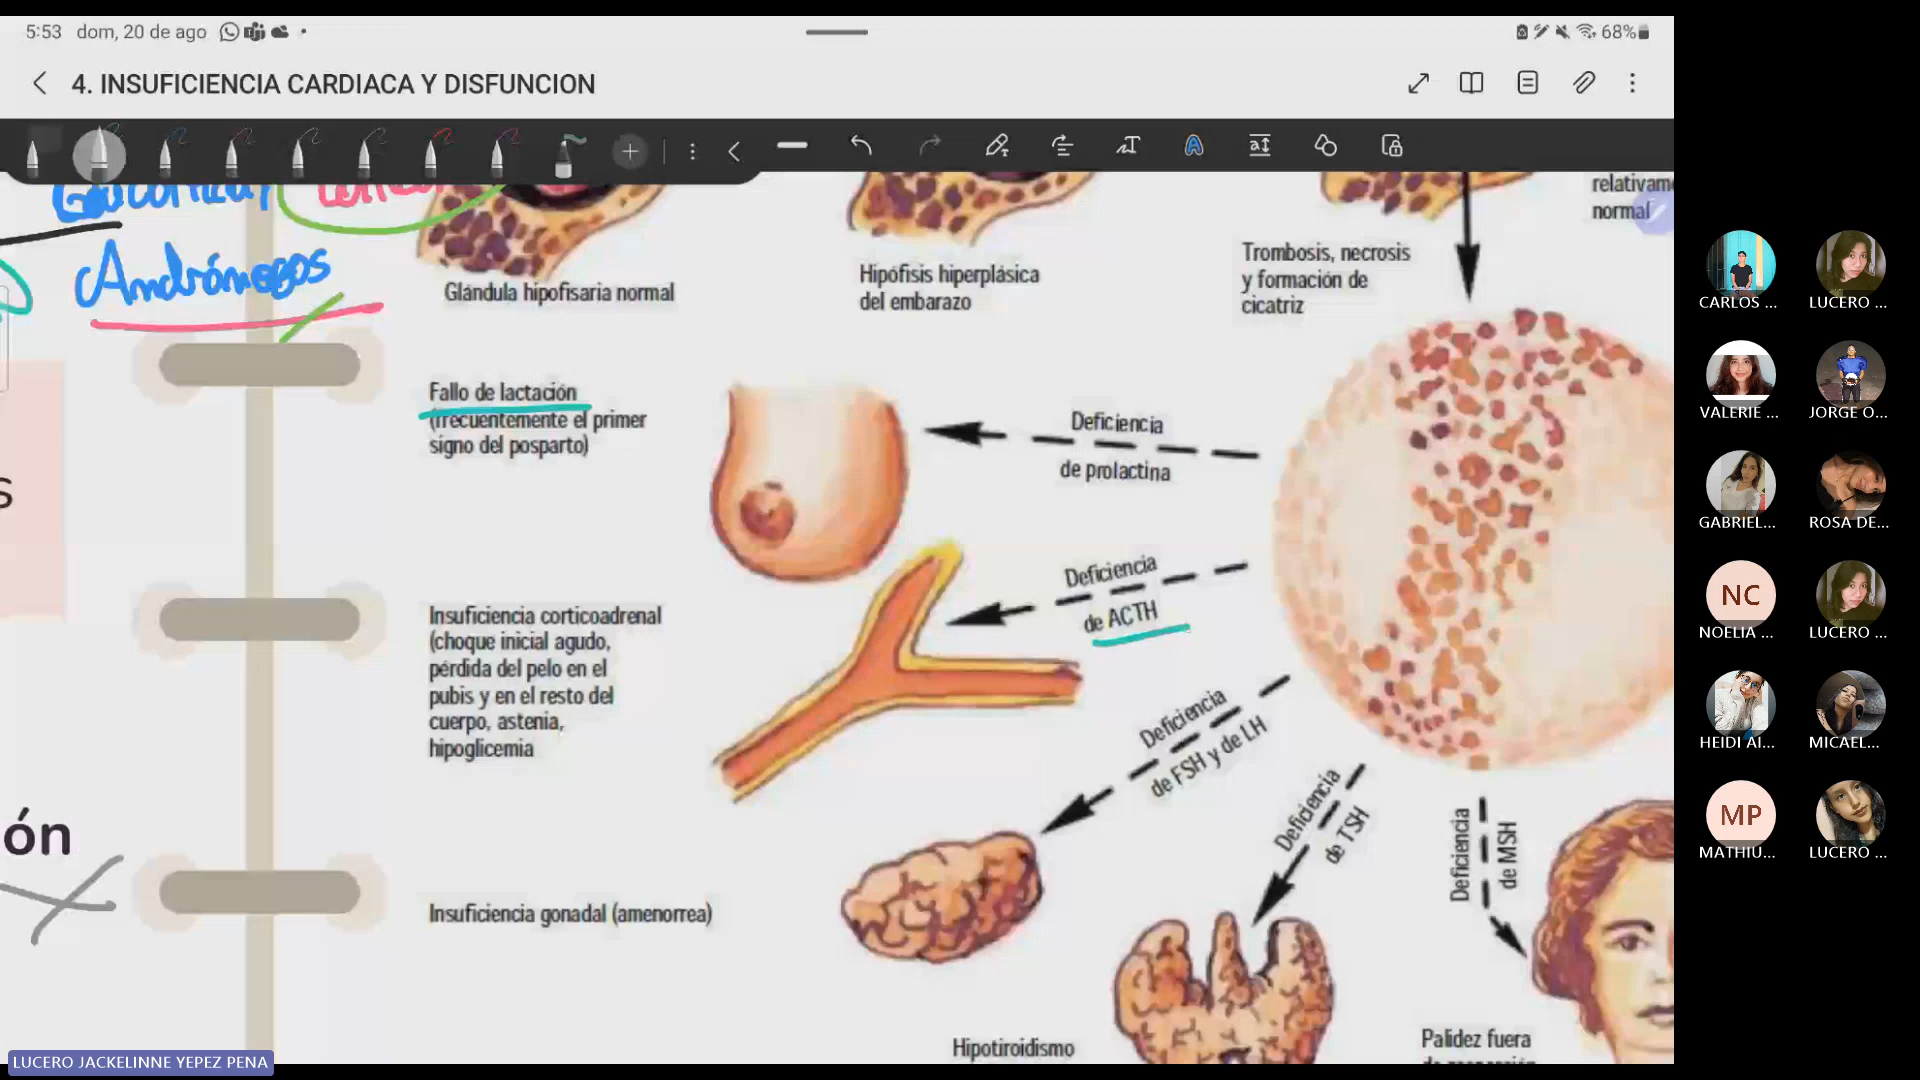 5:53 dom, 20 de ago
68%
4. INSUFICIENCIA CARDIACA Y DISFUNCION
Andrógenos
s
ón
Glándula hipofisaria normal
Hipófisis hiperplásica
del embarazo
Trombosis, necrosis
y formación de
cicatriz
relativam
normal
Fallo de lactación
(frecuentemente el primer
signo del posparto)
Deficiencia
de prolactina
Insuficiencia corticoadrenal
(choque inicial agudo,
pérdida del pelo en el
pubis y en el resto del
cuerpo, astenia,
hipoglicemia
Deficiencia
de ACTH
Deficiencia
de FSH y de LH
Deficiencia
de TSH
Deficiencia
de MSH
Insuficiencia gonadal (amenorrea)
Hipotiroidismo
Palidez fuera
CARLOS ...
LUCERO ...
VALERIE ...
JORGE O...
GABRIEL...
ROSA DE...
NC
NOELIA ...
LUCERO ...
HEIDI AI...
MICAEL...
MP
MATHIU...
LUCERO ...
LUCERO JACKELINNE YEPEZ PENA